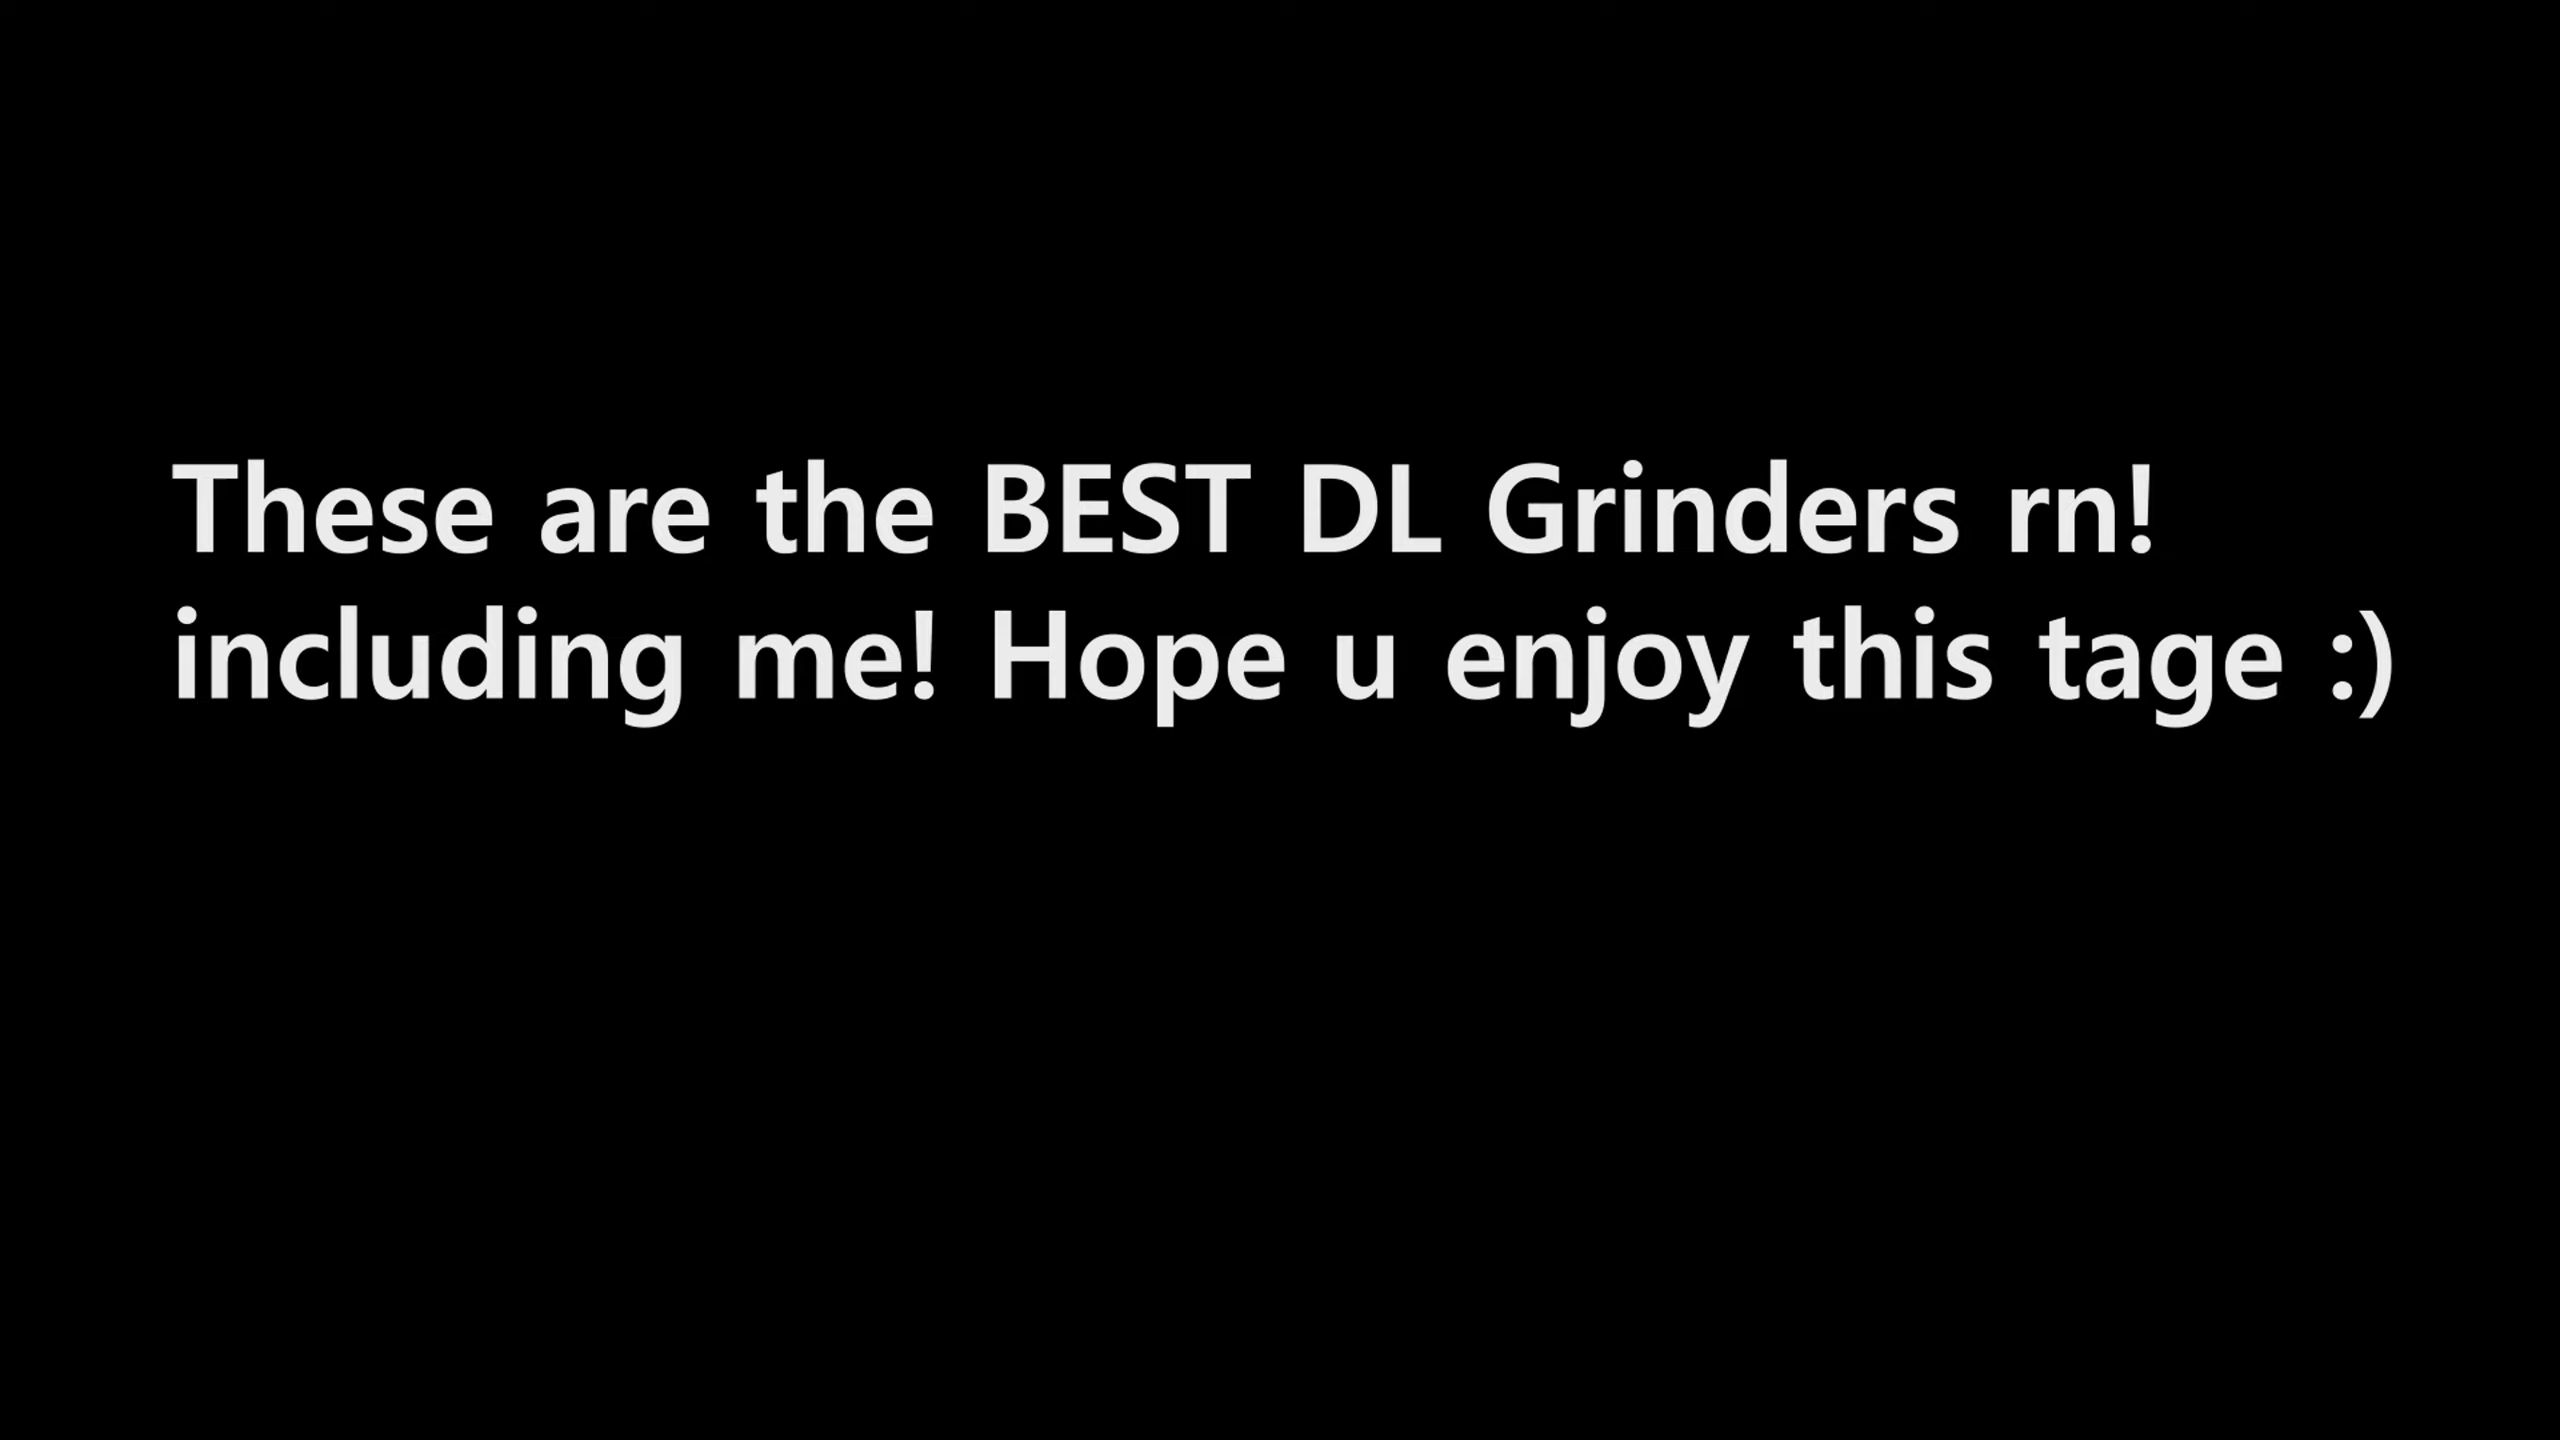 These are the BEST DL Grinders rn!
including me! Hope u enjoy this tage :)